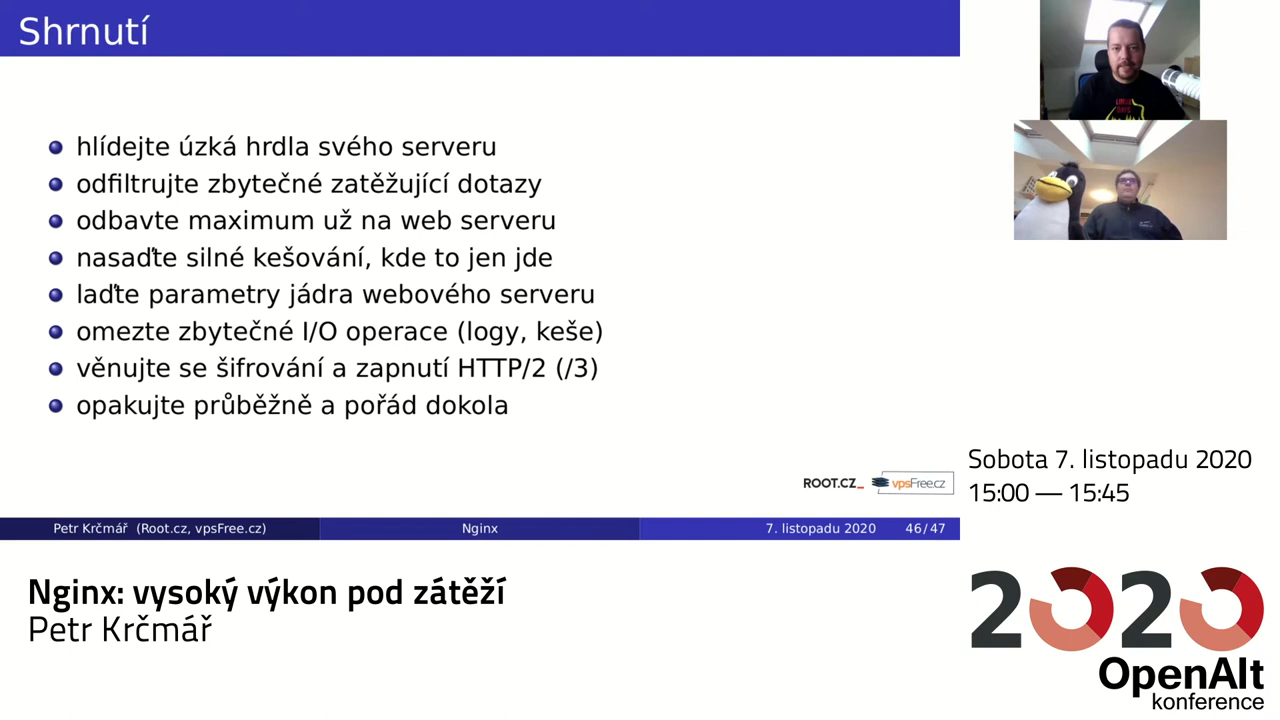 Shrnutí
hlídejte úzká hrdla svého serveru
odfiltrujte zbytečné zatěžující dotazy
odbavte maximum už na web serveru
nasaďte silné kešování, kde to jen jde
laďte parametry jádra webového serveru
omezte zbytečné I/O operace (logy, keše)
věnujte se šifrování a zapnutí HTTP/2 (/3)
opakujte průběžně a pořád dokola
ROOT.CZ_ vpsFree.cz
Petr Krčmář (Root.cz, vpsFree.cz) Nginx 7. listopadu 2020 46/47
Sobota 7. listopadu 2020
15:00 — 15:45
Nginx: vysoký výkon pod zátěží
Petr Krčmář
2020
OpenAlt
konference